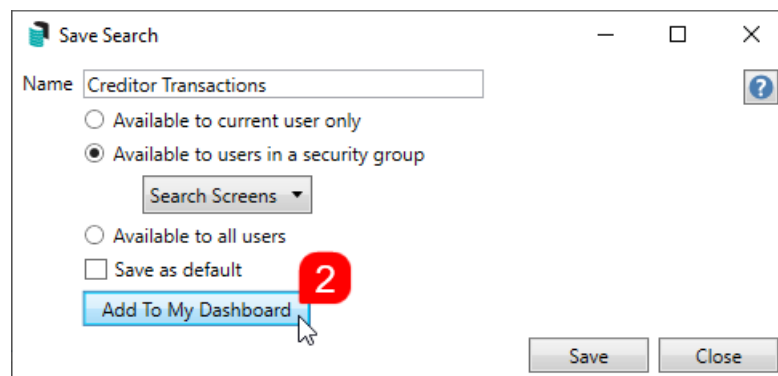 Save Search
Name Creditor Transactions
?
Available to current user only
Available to users in a security group
Search Screens
Available to all users
Save as default
2
Add To My Dashboard
Save Close